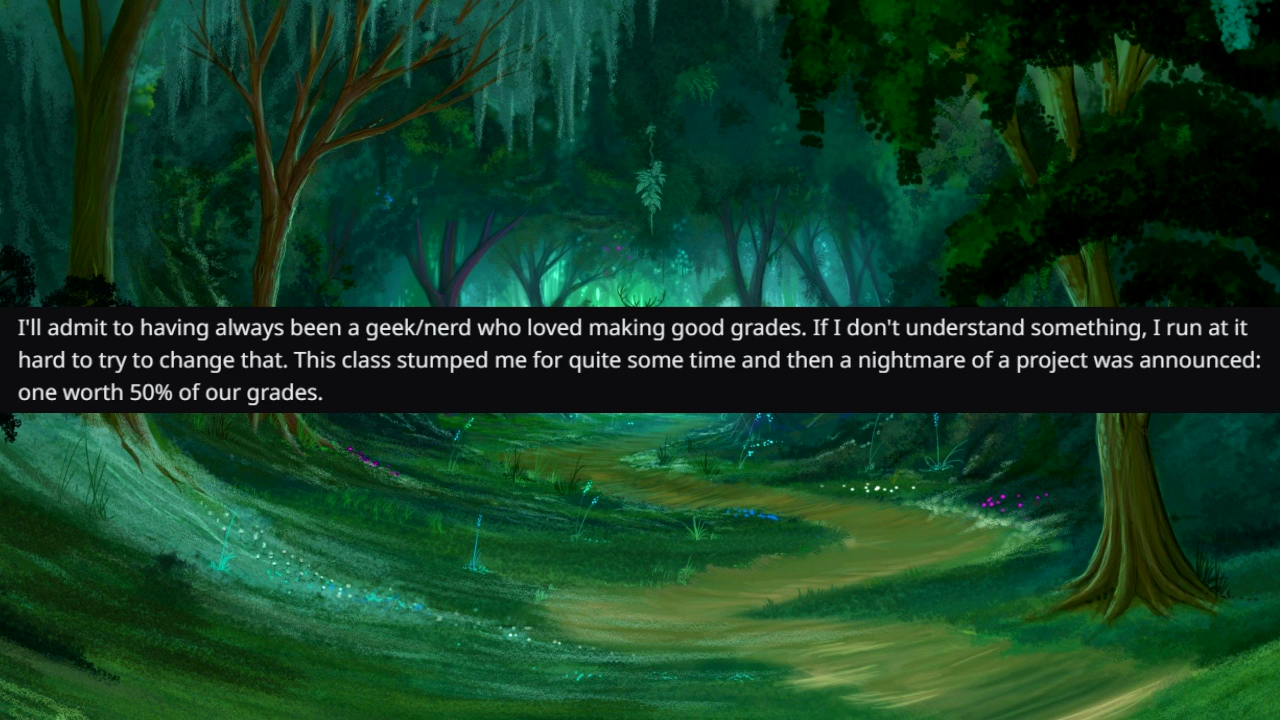 I'll admit to having always been a geek/nerd who loved making good grades. If I don't understand something, I run at it
hard to try to change that. This class stumped me for quite some time and then a nightmare of a project was announced:
one worth 50% of our grades.